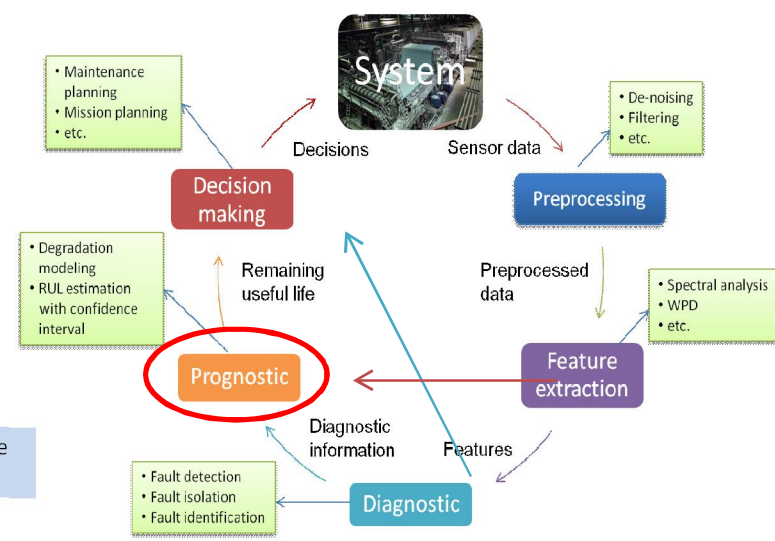 System
• Maintenance
planning
• Mission planning
• etc.
• De-noising
• Filtering
• etc.
Decisions
Sensor data
Decision
making
Preprocessing
• Degradation
modeling
• RUL estimation
with confidence
interval
Remaining
useful life
Preprocessed
data
• Spectral analysis
• WPD
• etc.
Prognostic
Feature
extraction
Diagnostic
information
Features
e
• Fault detection
• Fault isolation
• Fault identification
Diagnostic